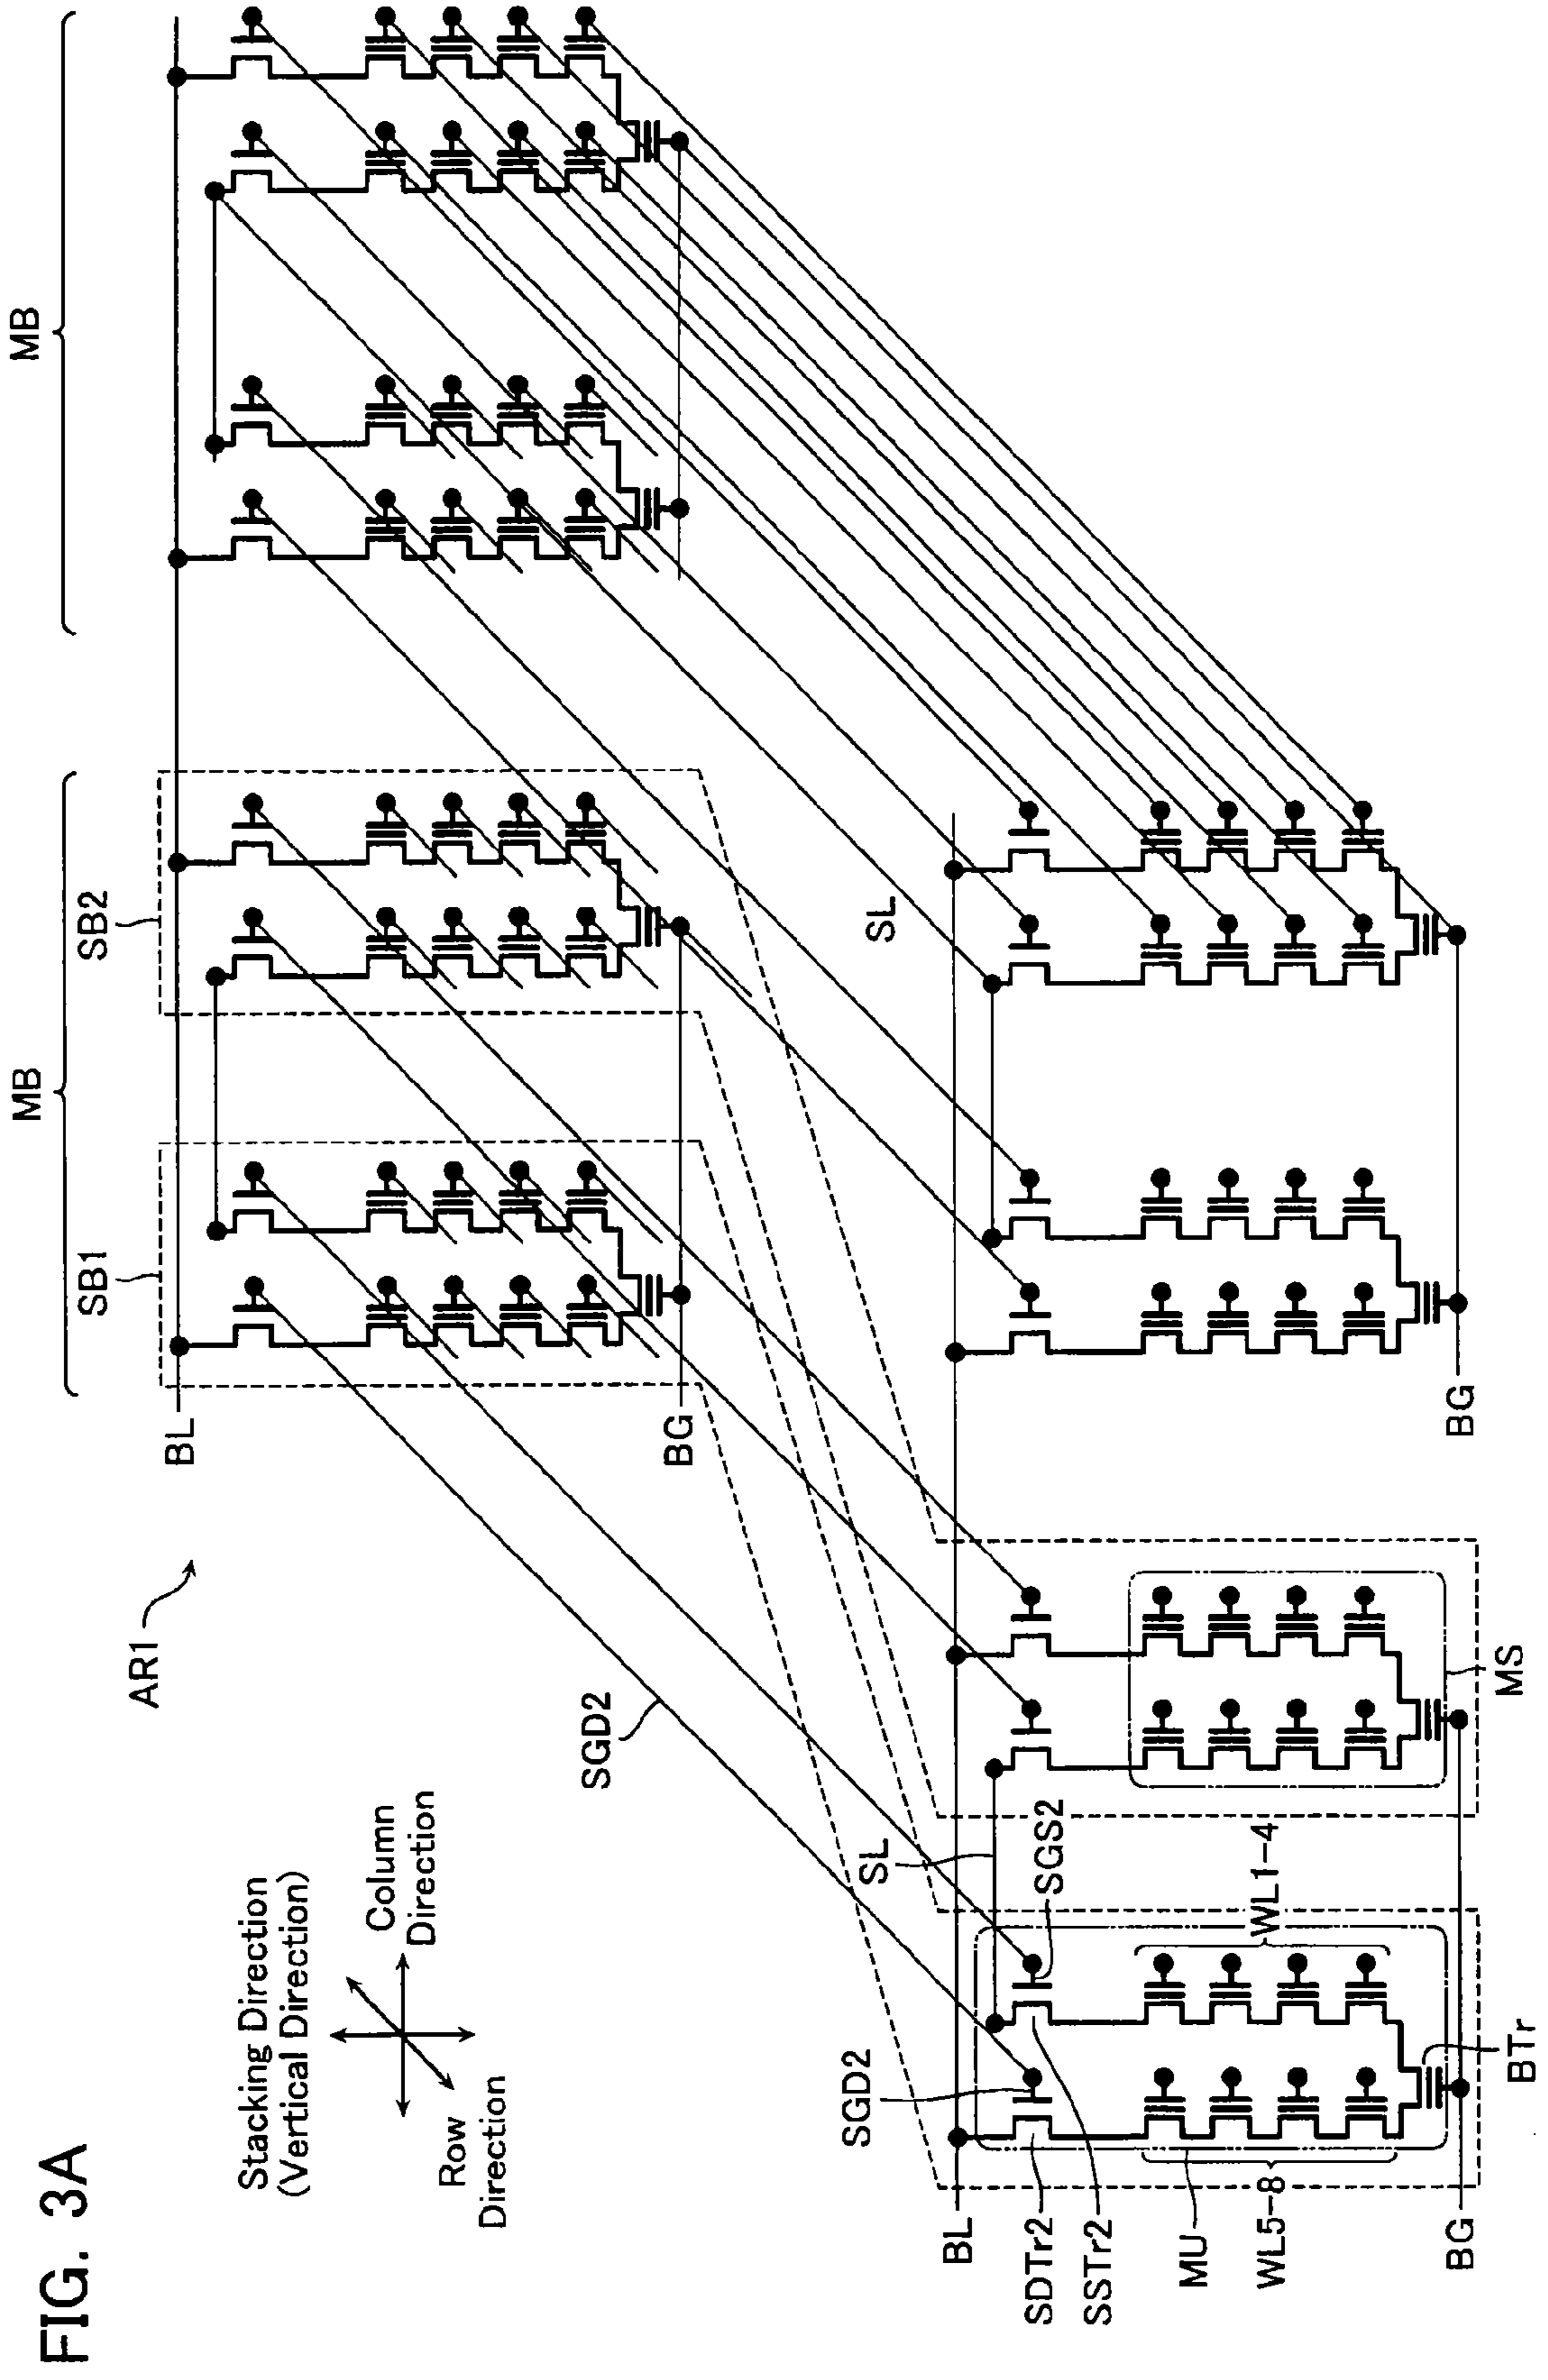 FIG. 3A
Stacking Direction
(Vertical Direction)
Column
Direction
Row
Direction
AR1
MB
MB
SB1
SB2
BL
BG
SGD2
SL
SL
SGD2
SGS2
WL1-4
MS
BL
SDTr2
SSTr2
MU
WL5-8
BG
BTr
BG